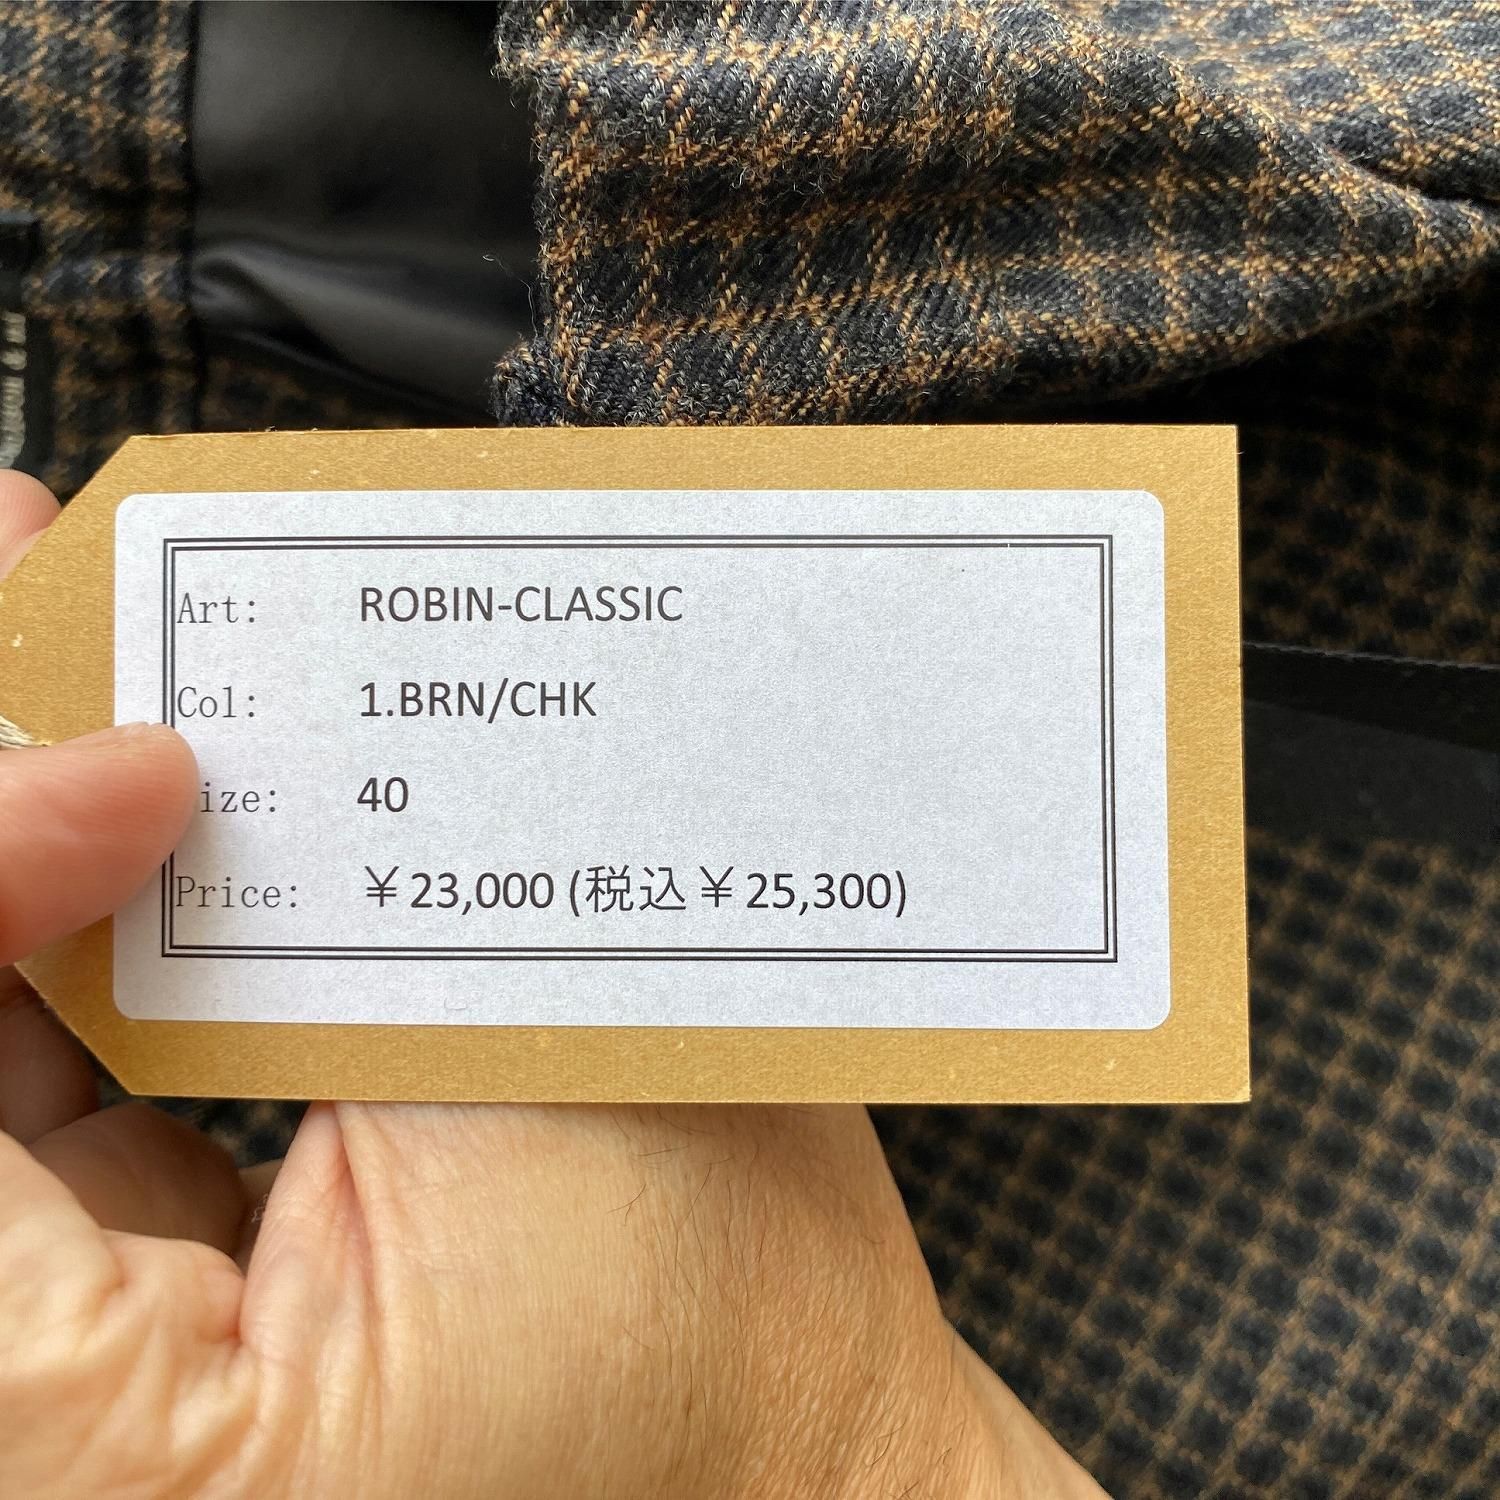 Art: ROBIN-CLASSIC
Col: 1.BRN/CHK
ize: 40
Price: ￥23,000 (税込￥25,300)